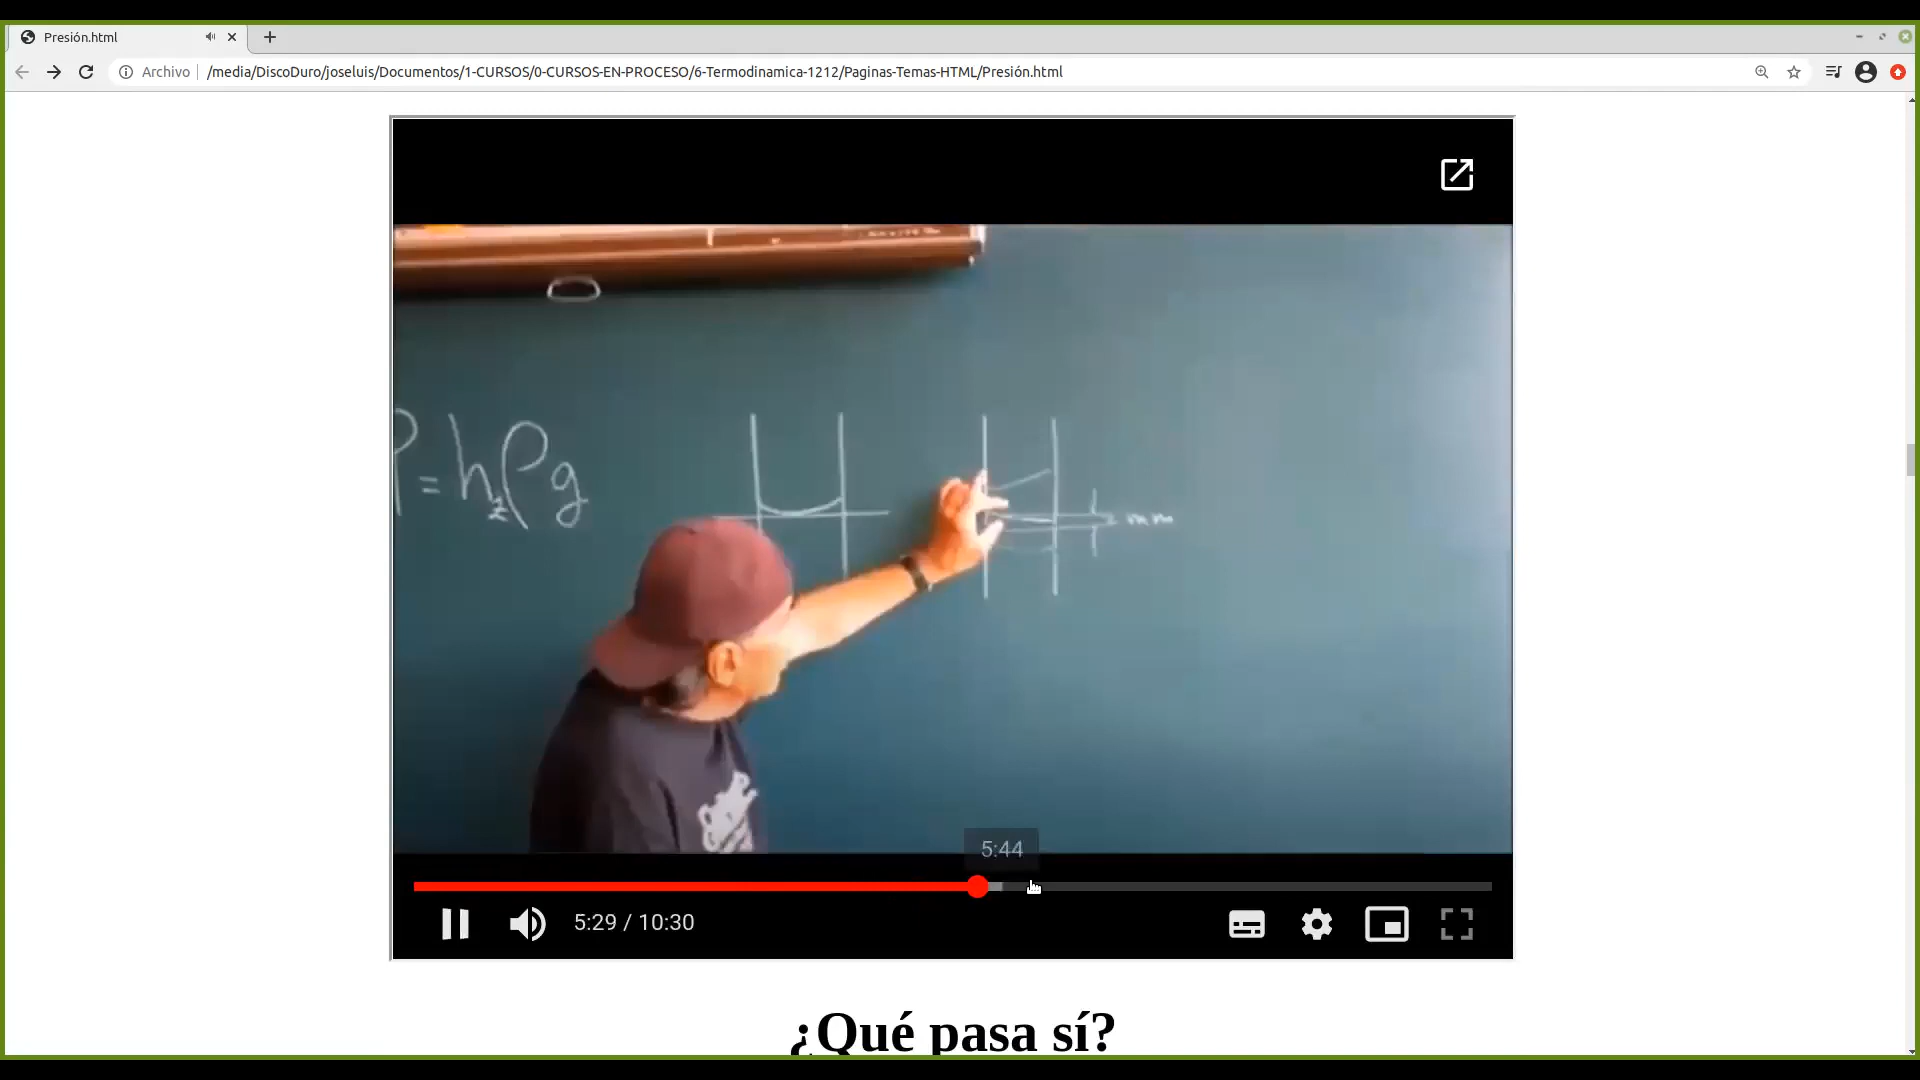 Presión.html
Archivo
/media/DiscoDuro/joseluis/Documentos/1-CURSOS/0-CURSOS-EN-PROCESO/6-Termodinamica-1212/Paginas-Temas-HTML/Presión.html
P = hρg
mm
5:44
5:29 / 10:30
¿Qué pasa sí?